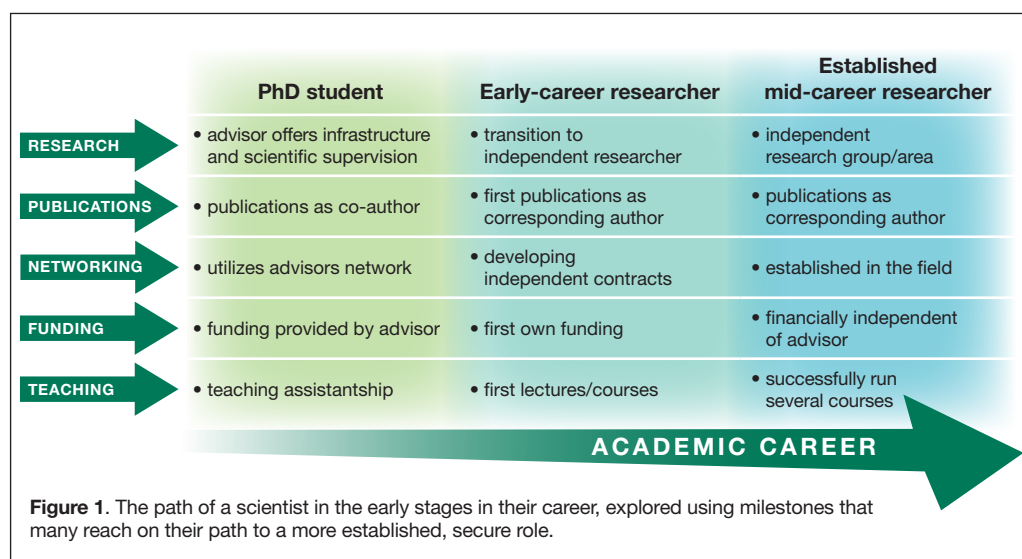 PhD student
Early-career researcher
Established
mid-career researcher
RESEARCH
• advisor offers infrastructure
and scientific supervision
• transition to
independent researcher
• independent
research group/area
PUBLICATIONS
• publications as co-author
• first publications as
corresponding author
• publications as
corresponding author
NETWORKING
• utilizes advisors network
• developing
independent contracts
• established in the field
FUNDING
• funding provided by advisor
• first own funding
• financially independent
of advisor
TEACHING
• teaching assistantship
• first lectures/courses
• successfully run
several courses
ACADEMIC CAREER
Figure 1. The path of a scientist in the early stages in their career, explored using milestones that
many reach on their path to a more established, secure role.